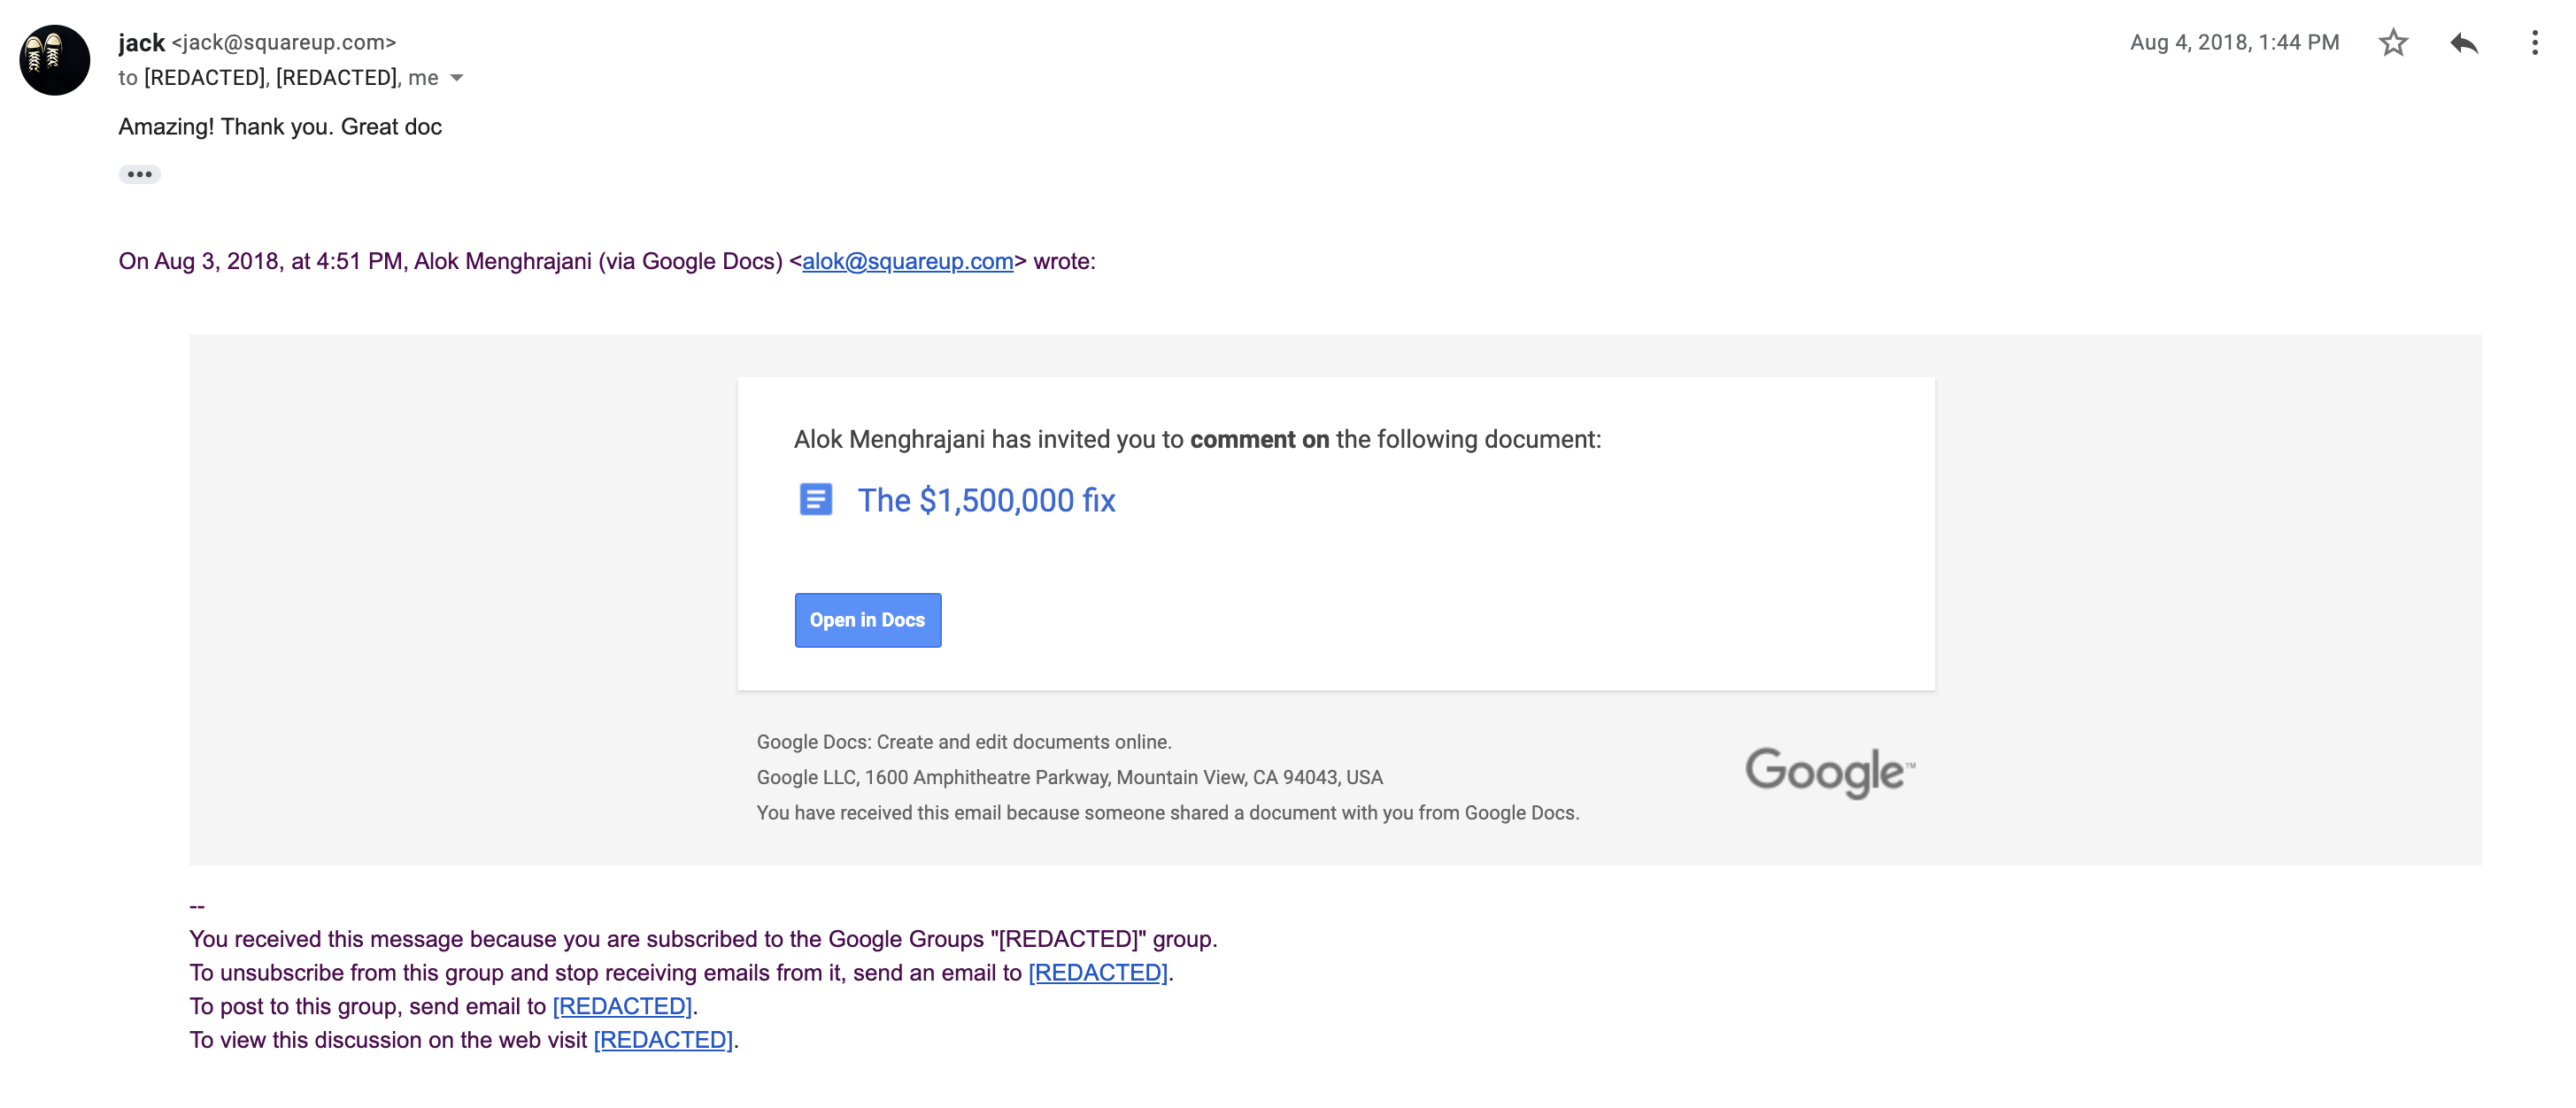 jack <jack@squareup.com>
Aug 4, 2018, 1:44 PM
to [REDACTED], [REDACTED], me
Amazing! Thank you. Great doc
On Aug 3, 2018, at 4:51 PM, Alok Menghrajani (via Google Docs) <alok@squareup.com> wrote:
Alok Menghrajani has invited you to comment on the following document:
The $1,500,000 fix
Open in Docs
Google Docs: Create and edit documents online.
Google LLC, 1600 Amphitheatre Parkway, Mountain View, CA 94043, USA
You have received this email because someone shared a document with you from Google Docs.
Google™
--
You received this message because you are subscribed to the Google Groups "[REDACTED]" group.
To unsubscribe from this group and stop receiving emails from it, send an email to [REDACTED].
To post to this group, send email to [REDACTED].
To view this discussion on the web visit [REDACTED].